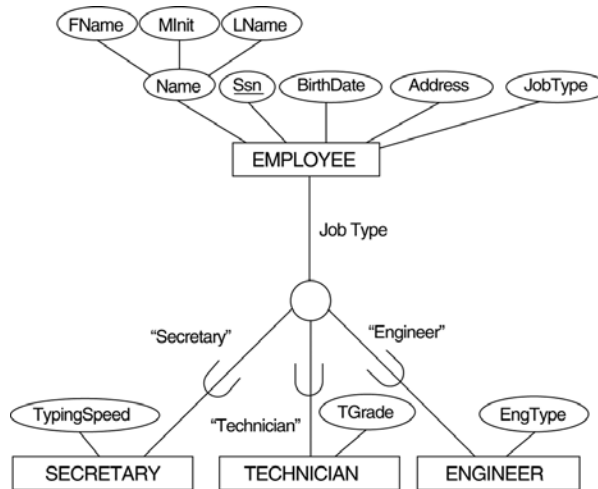 FName MInit LName
Name Ssn BirthDate Address JobType
EMPLOYEE
Job Type
"Secretary" "Engineer"
TypingSpeed "Technician" TGrade EngType
SECRETARY TECHNICIAN ENGINEER